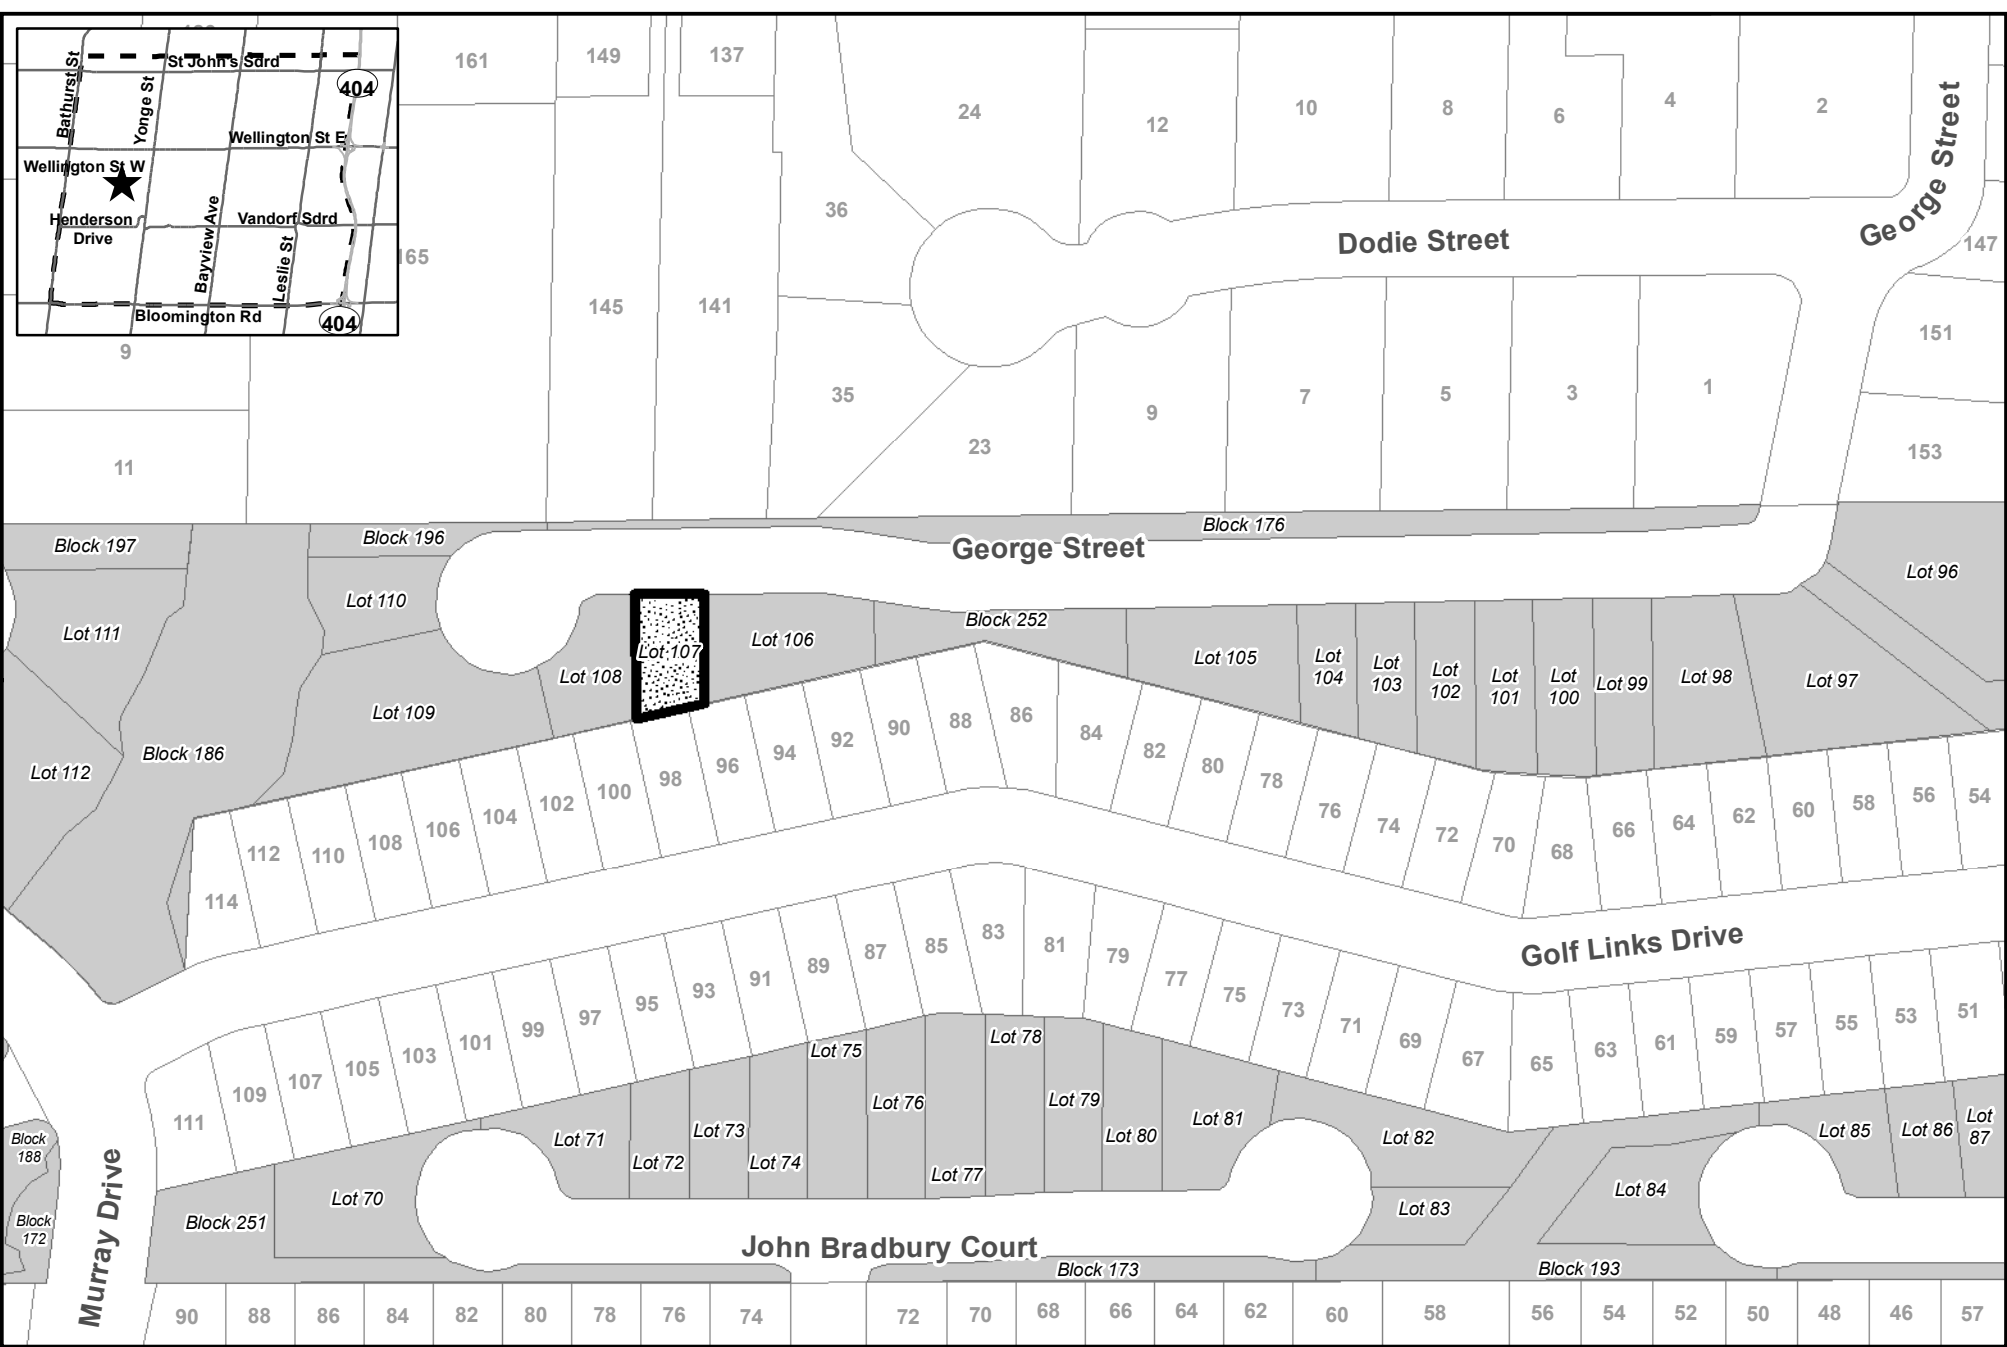 St John's Sdrd
404
Bathurst St
Yonge St
Wellington St E
Wellington St W
Henderson
Drive
Vandorf Sdrd
Bayview Ave
Leslie St
Bloomington Rd
404
161
149
137
24
12
10
8
6
4
2
George Street
36
Dodie Street
147
165
145
141
9
151
35
9
7
5
3
1
23
153
11
Block 197
Block 196
Block 176
George Street
Lot 96
Lot 110
Lot 111
Block 252
Lot 106
Lot 107
Lot 108
Lot 105
Lot
104
Lot
103
Lot
102
Lot
101
Lot
100
Lot 99
Lot 98
Lot 97
Lot 109
Block 186
Lot 112
114
112
110
108
106
104
102
100
98
96
94
92
90
88
86
84
82
80
78
76
74
72
70
68
66
64
62
60
58
56
54
Golf Links Drive
111
109
107
105
103
101
99
97
95
93
91
89
87
85
83
81
79
77
75
73
71
69
67
65
63
61
59
57
55
53
51
Block
188
Block
172
Murray Drive
Block 251
Lot 70
Lot 71
Lot 72
Lot 73
Lot 74
Lot 75
Lot 76
Lot 77
Lot 78
Lot 79
Lot 80
Lot 81
Lot 82
Lot 83
Lot 84
Lot 85
Lot 86
Lot
87
John Bradbury Court
Block 173
Block 193
90
88
86
84
82
80
78
76
74
72
70
68
66
64
62
60
58
56
54
52
50
48
46
57